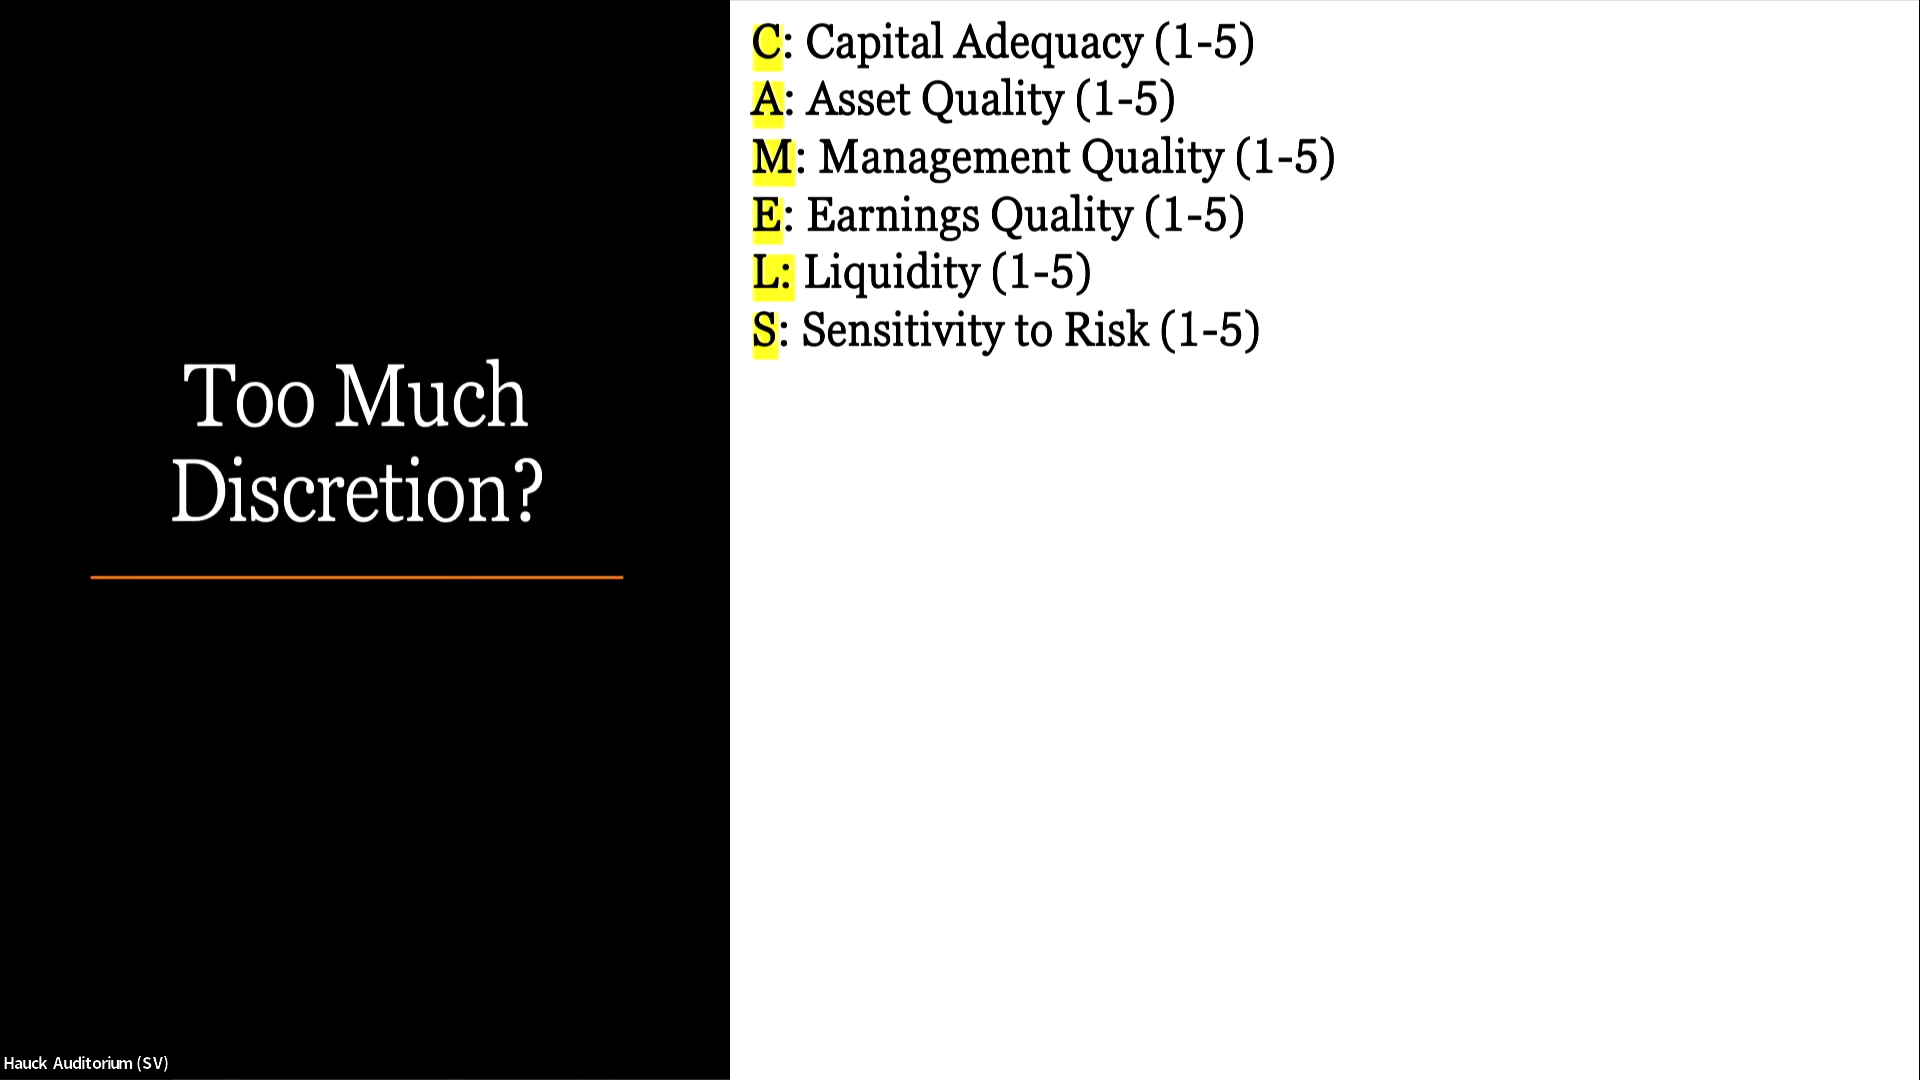 Too Much
Discretion?
C: Capital Adequacy (1-5)
A: Asset Quality (1-5)
M: Management Quality (1-5)
E: Earnings Quality (1-5)
L: Liquidity (1-5)
S: Sensitivity to Risk (1-5)
Hauck Auditorium (SV)